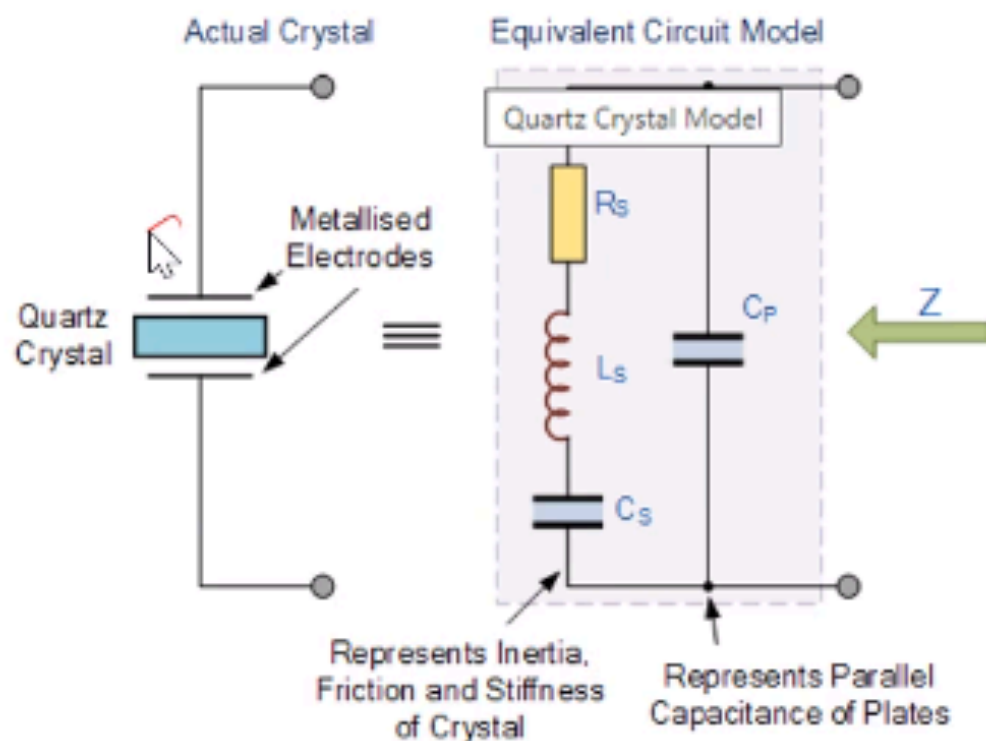 Actual Crystal
Equivalent Circuit Model
Quartz Crystal Model
Metallised
Electrodes
Quartz
Crystal
Rs
Ls
Cs
CP
Z
Represents Inertia,
Friction and Stiffness
of Crystal
Represents Parallel
Capacitance of Plates